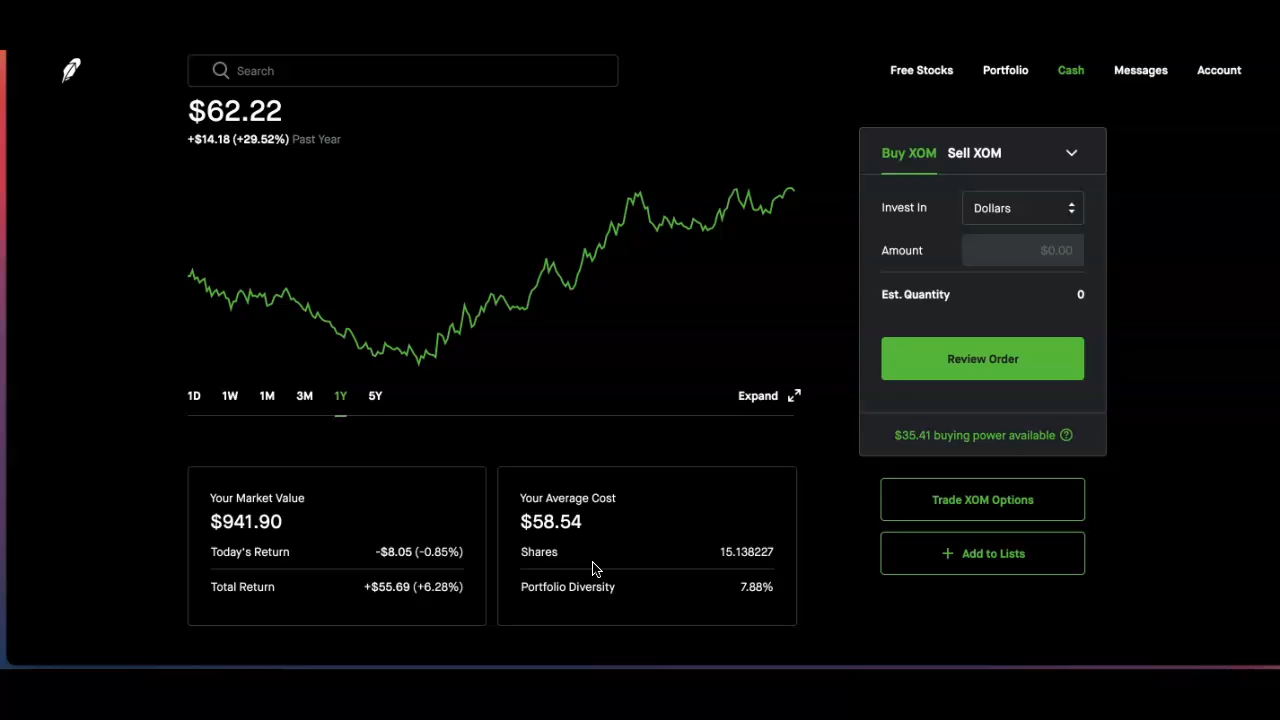 Search
Free Stocks Portfolio Cash Messages Account
$62.22
+$14.18 (+29.52%) Past Year
Buy XOM Sell XOM
Invest In Dollars
Amount $0.00
Est. Quantity 0
Review Order
$35.41 buying power available
1D 1W 1M 3M 1Y 5Y Expand
Your Market Value
$941.90
Today's Return -$8.05 (-0.85%)
Total Return +$55.69 (+6.28%)
Your Average Cost
$58.54
Shares 15.138227
Portfolio Diversity 7.88%
Trade XOM Options
+ Add to Lists